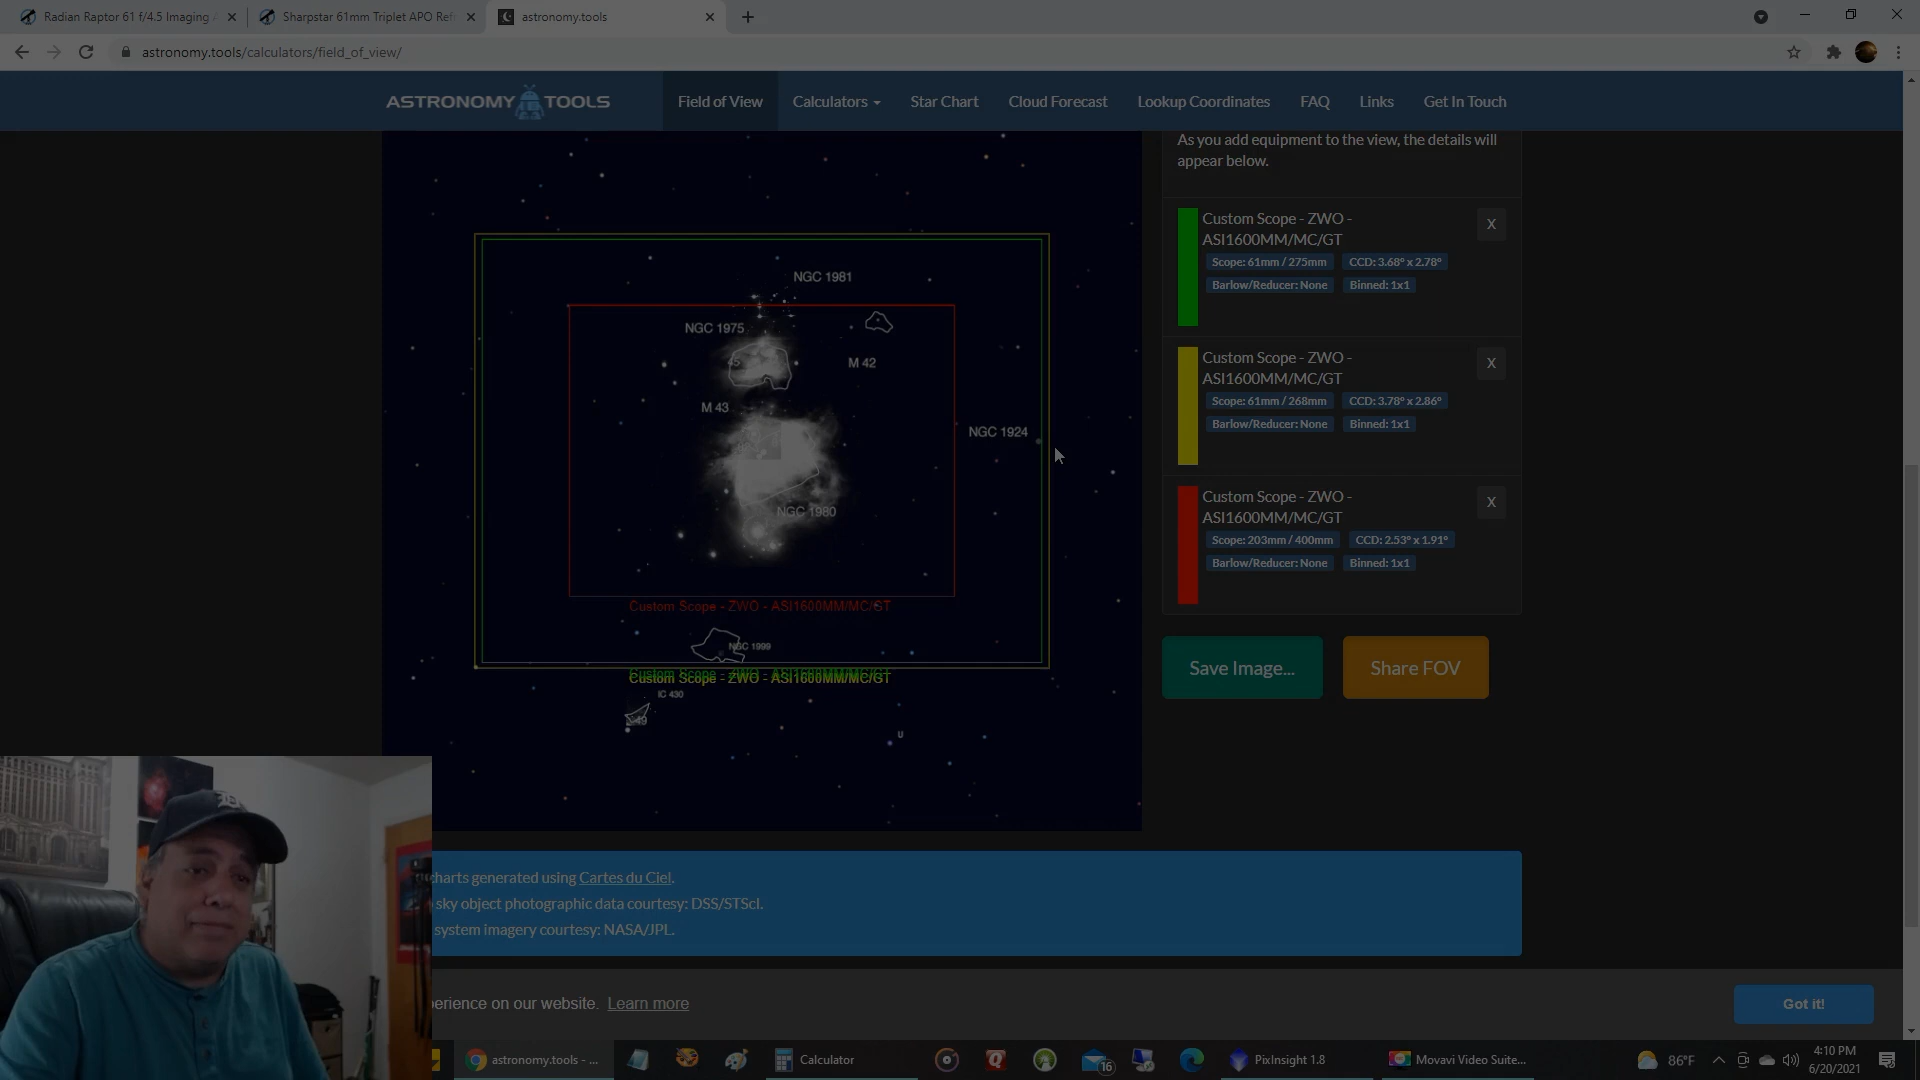 Radian Raptor 61 f/4.5 Imaging
Sharpstar 61mm Triplet APO Ref
astronomy.tools
astronomy.tools/calculators/field_of_view/
ASTRONOMY TOOLS
Field of View
Calculators
Star Chart
Cloud Forecast
Lookup Coordinates
FAQ
Links
Get In Touch
As you add equipment to the view, the details will
appear below.
Custom Scope - ZWO -
ASI1600MM/MC/GT
X
Scope: 61mm / 275mm
CCD: 3.68° x 2.78°
Barlow/Reducer: None
Binned: 1x1
Custom Scope - ZWO -
ASI1600MM/MC/GT
X
Scope: 61mm / 268mm
CCD: 3.78° x 2.86°
Barlow/Reducer: None
Binned: 1x1
Custom Scope - ZWO -
ASI1600MM/MC/GT
X
Scope: 203mm / 400mm
CCD: 2.53° x 1.91°
Barlow/Reducer: None
Binned: 1x1
Save Image...
Share FOV
NGC 1981
NGC 1975
M 42
M 43
NGC 1924
NGC 1980
Custom Scope - ZWO - ASI1600MM/MC/GT
NGC 1999
Custom Scope - ZWO - ASI1600MM/MC/GT
Custom Scope - ZWO - ASI1600MM/MC/GT
IC 430
U
charts generated using Cartes du Ciel.
sky object photographic data courtesy: DSS/STScI.
system imagery courtesy: NASA/JPL.
perience on our website. Learn more
Got it!
astronomy.tools - ...
Calculator
16
PixInsight 1.8
Movavi Video Suite...
86°F
4:10 PM
6/20/2021